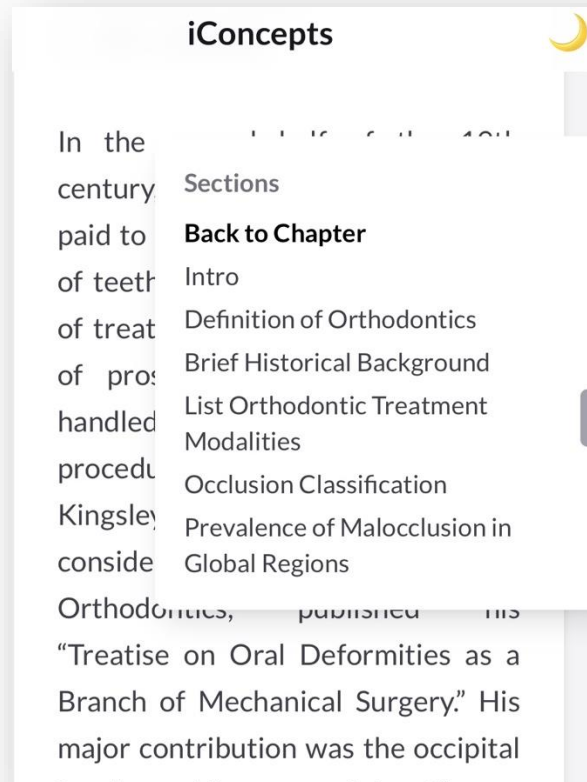 iConcepts
In the
century,
paid to
of teeth
of treat
of pros
handled
procedu
Kingsley
conside
Sections
Back to Chapter
Intro
Definition of Orthodontics
Brief Historical Background
List Orthodontic Treatment
Modalities
Occlusion Classification
Prevalence of Malocclusion in
Global Regions
Orthodontics, published his
“Treatise on Oral Deformities as a
Branch of Mechanical Surgery.” His
major contribution was the occipital